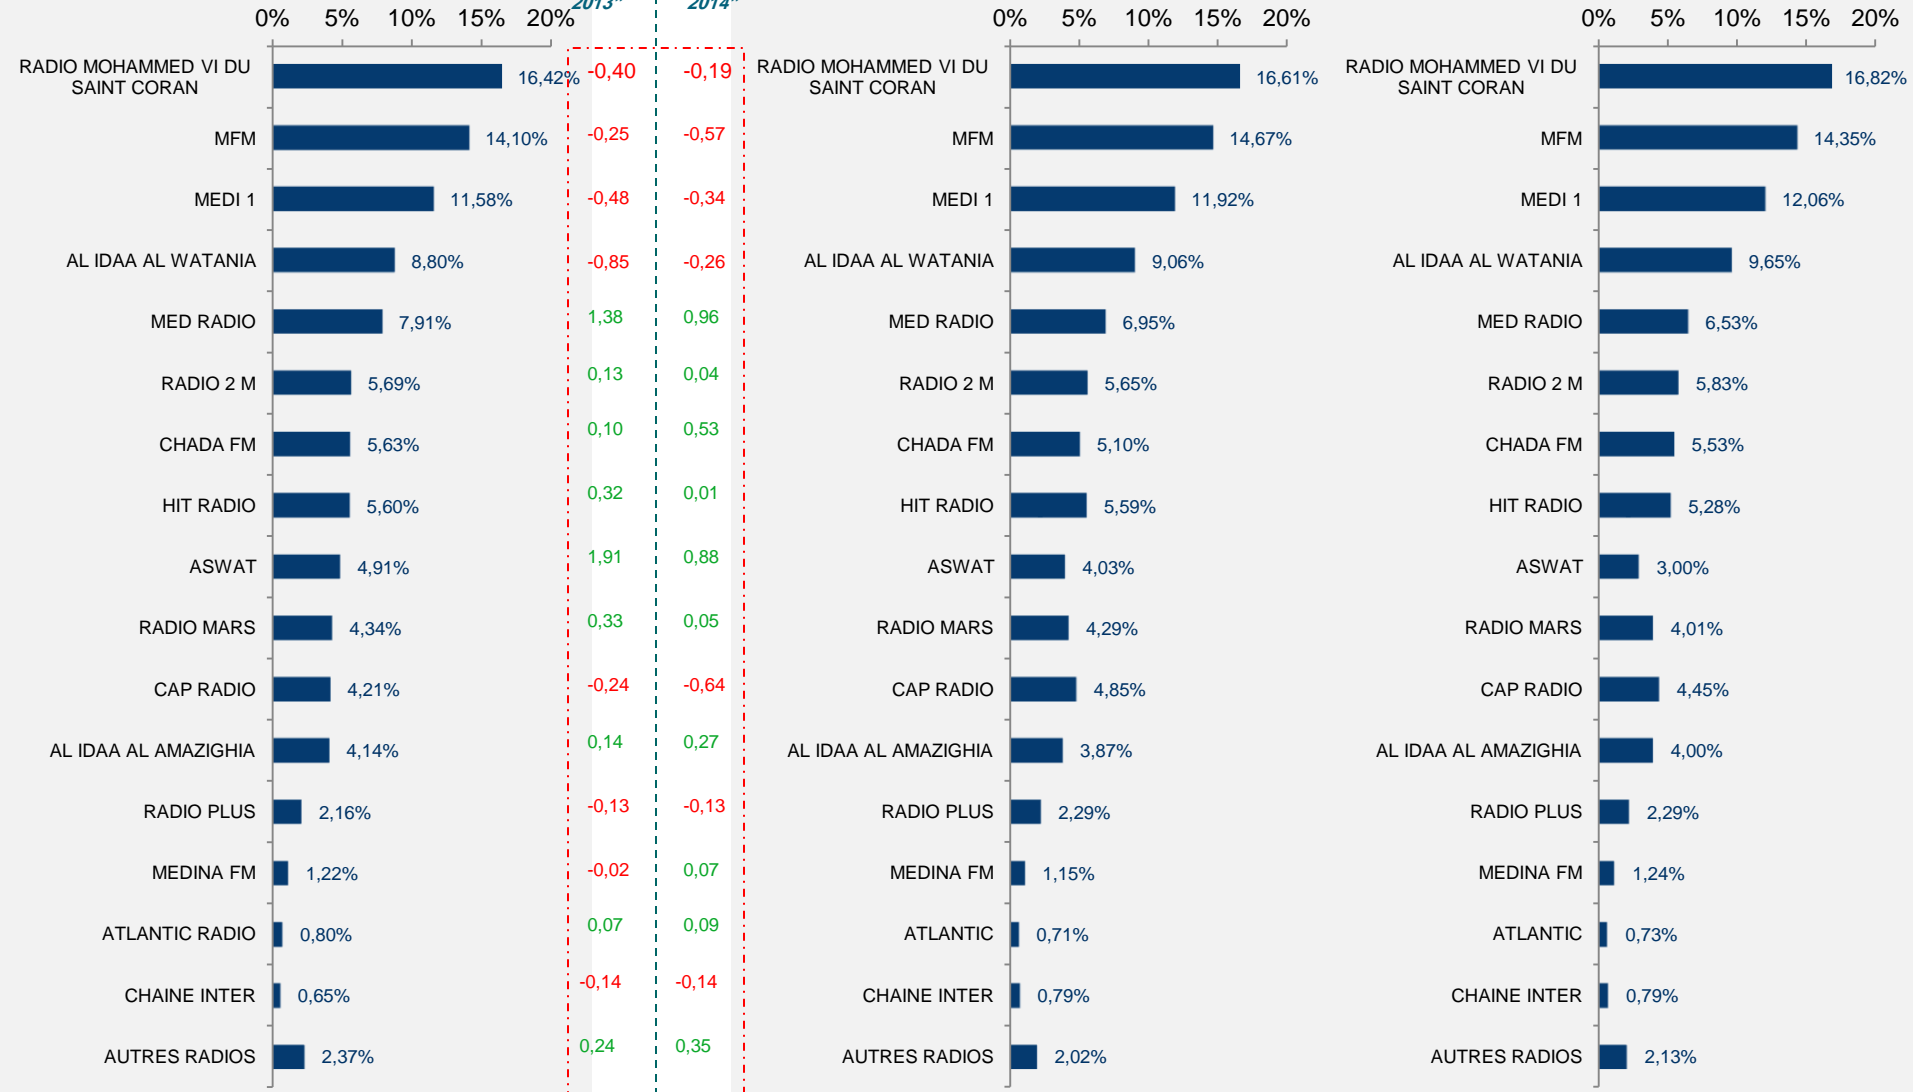 0% 5% 10% 15% 20% 2013" 2014" 0% 5% 10% 15% 20% 0% 5% 10% 15% 20%
RADIO MOHAMMED VI DU
SAINT CORAN
16,42% -0,40 -0,19
RADIO MOHAMMED VI DU
SAINT CORAN
16,61%
RADIO MOHAMMED VI DU
SAINT CORAN
16,82%
MFM 14,10% -0,25 -0,57 MFM 14,67% MFM 14,35%
MEDI 1 11,58% -0,48 -0,34 MEDI 1 11,92% MEDI 1 12,06%
AL IDAA AL WATANIA 8,80% -0,85 -0,26 AL IDAA AL WATANIA 9,06% AL IDAA AL WATANIA 9,65%
MED RADIO 7,91% 1,38 0,96 MED RADIO 6,95% MED RADIO 6,53%
RADIO 2 M 5,69% 0,13 0,04 RADIO 2 M 5,65% RADIO 2 M 5,83%
CHADA FM 5,63% 0,10 0,53 CHADA FM 5,10% CHADA FM 5,53%
HIT RADIO 5,60% 0,32 0,01 HIT RADIO 5,59% HIT RADIO 5,28%
ASWAT 4,91% 1,91 0,88 ASWAT 4,03% ASWAT 3,00%
RADIO MARS 4,34% 0,33 0,05 RADIO MARS 4,29% RADIO MARS 4,01%
CAP RADIO 4,21% -0,24 -0,64 CAP RADIO 4,85% CAP RADIO 4,45%
AL IDAA AL AMAZIGHIA 4,14% 0,14 0,27 AL IDAA AL AMAZIGHIA 3,87% AL IDAA AL AMAZIGHIA 4,00%
RADIO PLUS 2,16% -0,13 -0,13 RADIO PLUS 2,29% RADIO PLUS 2,29%
MEDINA FM 1,22% -0,02 0,07 MEDINA FM 1,15% MEDINA FM 1,24%
ATLANTIC RADIO 0,80% 0,07 0,09 ATLANTIC 0,71% ATLANTIC 0,73%
CHAINE INTER 0,65% -0,14 -0,14 CHAINE INTER 0,79% CHAINE INTER 0,79%
AUTRES RADIOS 2,37% 0,24 0,35 AUTRES RADIOS 2,02% AUTRES RADIOS 2,13%